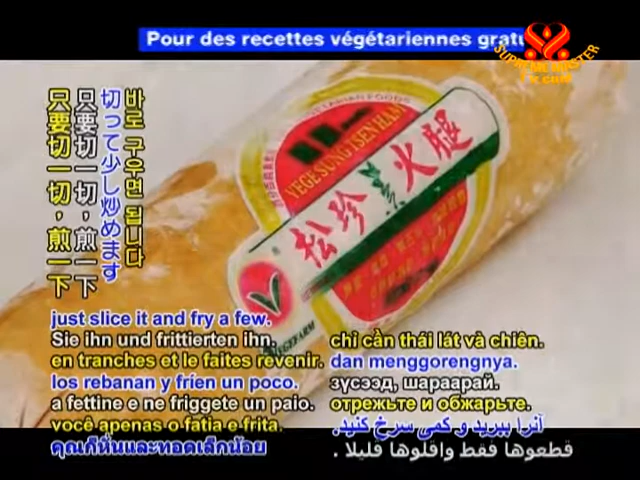 Pour des recettes végétariennes gratu
SUPREME MASTER
바로 구우면 됩니다
切って少し炒めます
只要切一切，煎一下
只要切一切，煎一下
VEGE SUNG TSEN HAM
松珍素火腿
VEGEFARM
just slice it and fry a few.
Sie ihn und frittierten ihn.
en tranches et le faites revenir.
los rebanan y fríen un poco.
a fettine e ne friggete un paio.
você apenas o fatia e frita.
คุณก็หั่นและทอดเล็กน้อย
chỉ cần thái lát và chiên.
dan menggorengnya.
зүсээд, шараарай.
отрежьте и обжарьте.
آنرا ببرید و کمی سرخ کنید.
قطعوها فقط واقلوها قليلا .